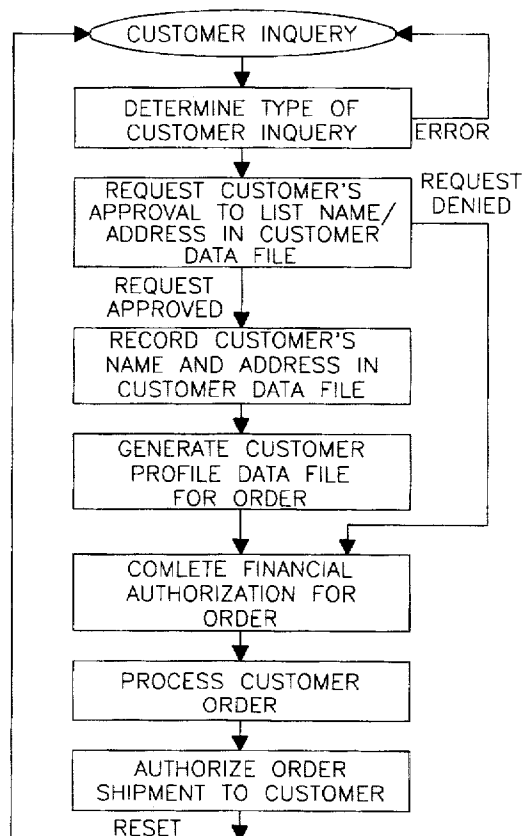 CUSTOMER INQUERY
DETERMINE TYPE OF
CUSTOMER INQUERY
ERROR
REQUEST CUSTOMER'S
APPROVAL TO LIST NAME/
ADDRESS IN CUSTOMER
DATA FILE
REQUEST
DENIED
REQUEST
APPROVED
RECORD CUSTOMER'S
NAME AND ADDRESS IN
CUSTOMER DATA FILE
GENERATE CUSTOMER
PROFILE DATA FILE
FOR ORDER
COMLETE FINANCIAL
AUTHORIZATION FOR
ORDER
PROCESS CUSTOMER
ORDER
AUTHORIZE ORDER
SHIPMENT TO CUSTOMER
RESET